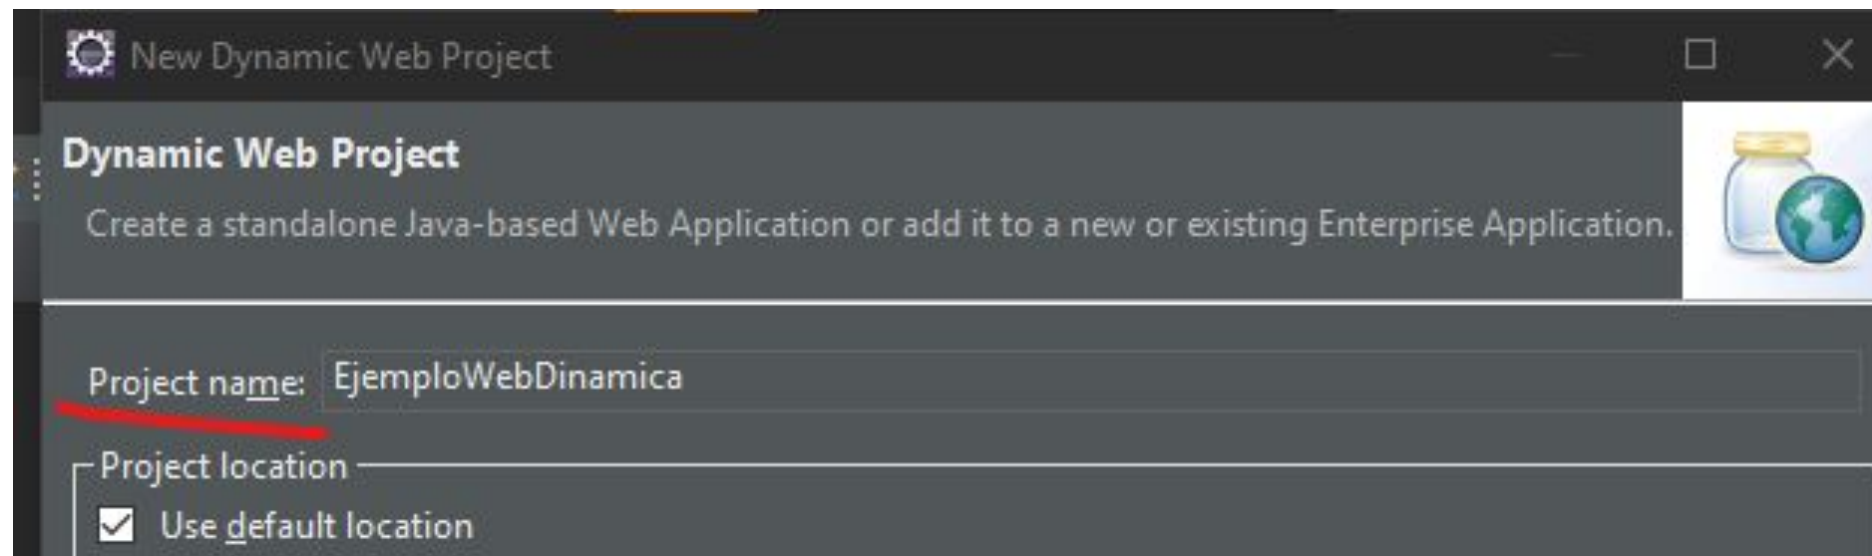 New Dynamic Web Project
Dynamic Web Project
Create a standalone Java-based Web Application or add it to a new or existing Enterprise Application.
Project name: EjemploWebDinamica
Project location
Use default location